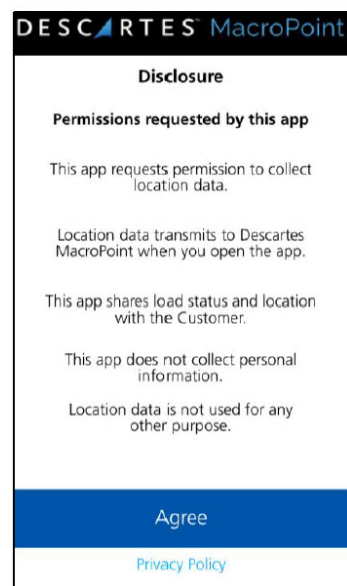 DESCARTES™ MacroPoint
Disclosure
Permissions requested by this app
This app requests permission to collect
location data.
Location data transmits to Descartes
MacroPoint when you open the app.
This app shares load status and location
with the Customer.
This app does not collect personal
information.
Location data is not used for any
other purpose.
Agree
Privacy Policy